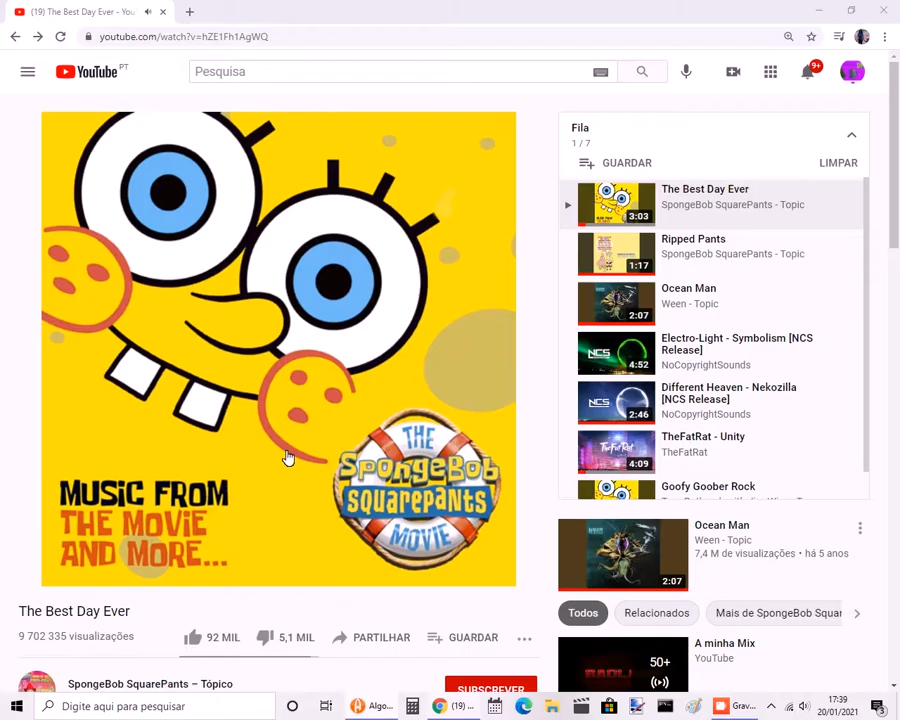 (19) The Best Day Ever - You
youtube.com/watch?v=hZE1Fh1AgWQ
YouTube PT
Pesquisa
9+
MUSIC FROM
THE MOVIE
AND MORE...
THE
SpongeBob
SQUAREPANTS
MOVIE
The Best Day Ever
9 702 335 visualizações
92 MIL
5,1 MIL
PARTILHAR
GUARDAR
SpongeBob SquarePants – Tópico
SUBSCREVER
Fila
1 / 7
GUARDAR
LIMPAR
The Best Day Ever
SpongeBob SquarePants - Topic
3:03
Ripped Pants
SpongeBob SquarePants - Topic
1:17
Ocean Man
Ween - Topic
2:07
Electro-Light - Symbolism [NCS
Release]
NoCopyrightSounds
NCS
4:52
Different Heaven - Nekozilla
[NCS Release]
NoCopyrightSounds
NCS
2:46
TheFatRat - Unity
TheFatRat
TheFatRat
4:09
Goofy Goober Rock
Ocean Man
Ween - Topic
7,4 M de visualizações • há 5 anos
2:07
Todos
Relacionados
Mais de SpongeBob Squar
A minha Mix
YouTube
50+
Digite aqui para pesquisar
Algo...
(19) ...
Grav...
17:39
20/01/2021
3